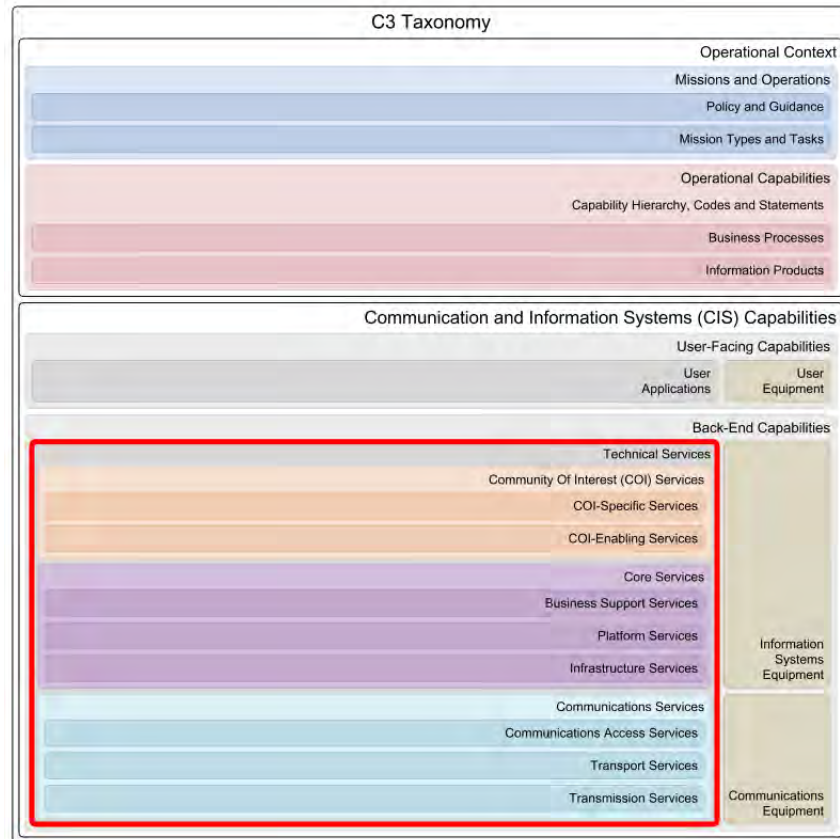 C3 Taxonomy
Operational Context
Missions and Operations
Policy and Guidance
Mission Types and Tasks
Operational Capabilities
Capability Hierarchy, Codes and Statements
Business Processes
Information Products
Communication and Information Systems (CIS) Capabilities
User-Facing Capabilities
User
Applications
User
Equipment
Back-End Capabilities
Technical Services
Community Of Interest (COI) Services
COI-Specific Services
COI-Enabling Services
Core Services
Business Support Services
Platform Services
Infrastructure Services
Information
Systems
Equipment
Communications Services
Communications Access Services
Transport Services
Transmission Services
Communications
Equipment